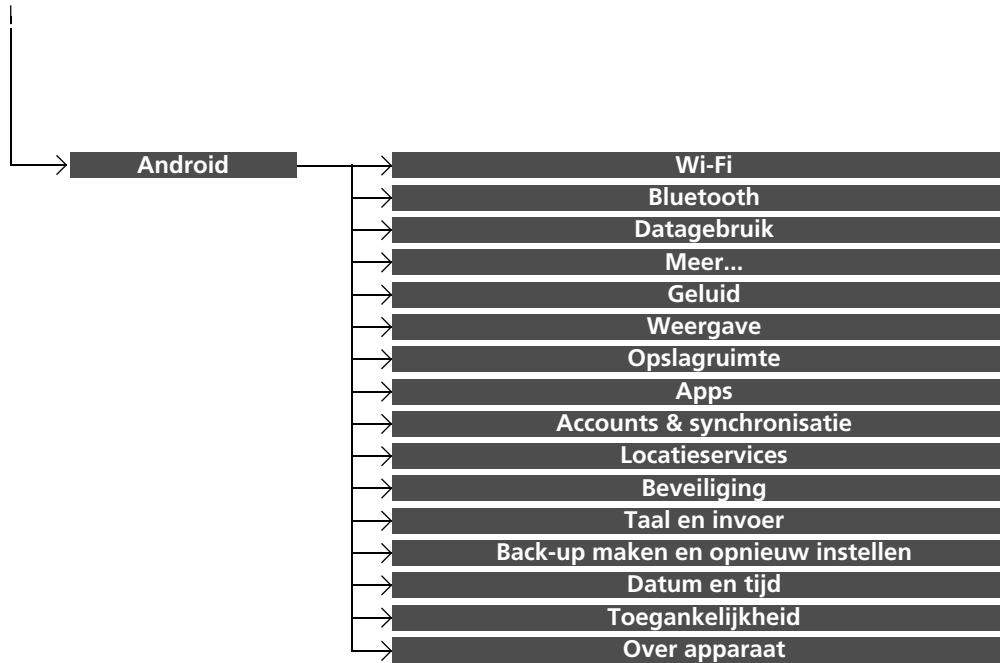 Android
Wi-Fi
Bluetooth
Datagebruik
Meer...
Geluid
Weergave
Opslagruimte
Apps
Accounts & synchronisatie
Locatieservices
Beveiliging
Taal en invoer
Back-up maken en opnieuw instellen
Datum en tijd
Toegankelijkheid
Over apparaat